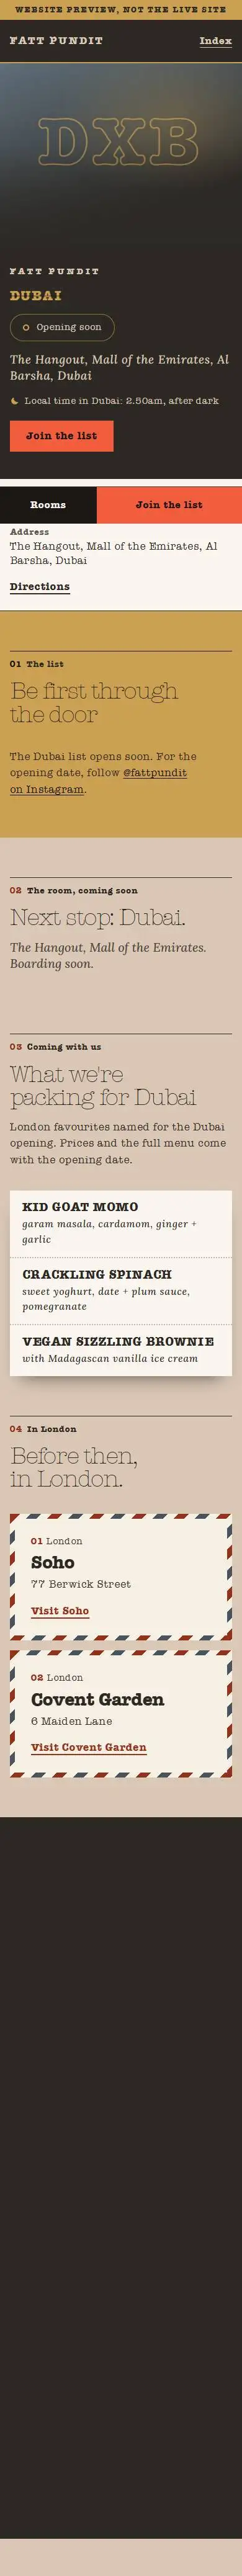 WEBSITE PREVIEW, NOT THE LIVE SITE
FATT PUNDIT
Index
DXB
FATT PUNDIT
DUBAI
Opening soon
The Hangout, Mall of the Emirates, Al
Barsha, Dubai
Local time in Dubai: 2.50am, after dark
Join the list
Rooms
Join the list
Address
The Hangout, Mall of the Emirates, Al
Barsha, Dubai
Directions
01 The list
Be first through
the door
The Dubai list opens soon. For the
opening date, follow @fattpundit
on Instagram.
02 The room, coming soon
Next stop: Dubai.
The Hangout, Mall of the Emirates.
Boarding soon.
03 Coming with us
What we're
packing for Dubai
London favourites named for the Dubai
opening. Prices and the full menu come
with the opening date.
KID GOAT MOMO
garam masala, cardamom, ginger +
garlic
CRACKLING SPINACH
sweet yoghurt, date + plum sauce,
pomegranate
VEGAN SIZZLING BROWNIE
with Madagascan vanilla ice cream
04 In London
Before then,
in London.
01 London
Soho
77 Berwick Street
Visit Soho
02 London
Covent Garden
6 Maiden Lane
Visit Covent Garden